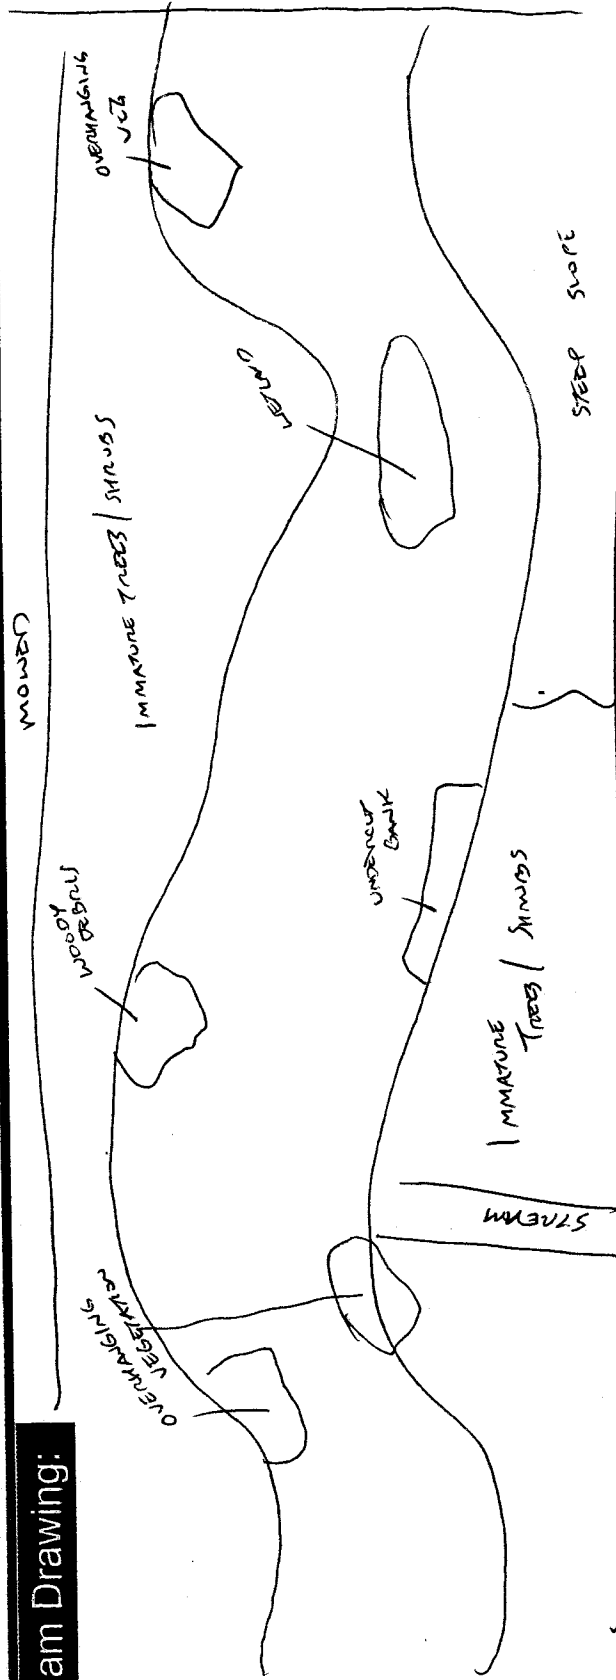 am Drawing:
MOWED
OVERHANGING
VEGETATION
WOODY
DEBRIS
IMMATURE TREES / SHRUBS
OVERHANGING
VEG
WETLAND
UNDERCUT
BANK
STREAM
IMMATURE
TREES / SHRUBS
STEEP SLOPE